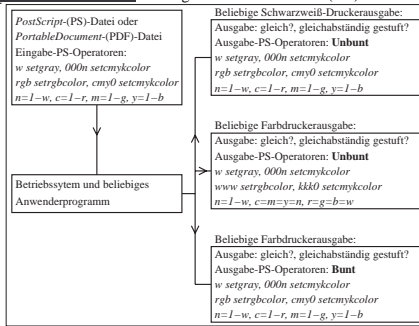 PostScript-(PS)-Datei oder
PortableDocument-(PDF)-Datei
Eingabe-PS-Operatoren:
w setgray, 000n setcmykcolor
rgb setrgbcolor, cmy0 setcmykcolor
n=1–w, c=1–r, m=1–g, y=1–b
Betriebssytem und beliebiges
Anwenderprogramm
Beliebige Schwarzweiß-Druckerausgabe:
Ausgabe: gleich?, gleichabständig gestuft?
Ausgabe-PS-Operatoren: Unbunt
w setgray, 000n setcmykcolor
rgb setrgbcolor, cmy0 setcmykcolor
n=1–w, c=1–r, m=1–g, y=1–b
Beliebige Farbdruckerausgabe:
Ausgabe: gleich?, gleichabständig gestuft?
Ausgabe-PS-Operatoren: Unbunt
w setgray, 000n setcmykcolor
www setrgbcolor, kkk0 setcmykcolor
n=1–w, c=m=y=n, r=g=b=w
Beliebige Farbdruckerausgabe:
Ausgabe: gleich?, gleichabständig gestuft?
Ausgabe-PS-Operatoren: Bunt
w setgray, 000n setcmykcolor
rgb setrgbcolor, cmy0 setcmykcolor
n=1–w, c=1–r, m=1–g, y=1–b